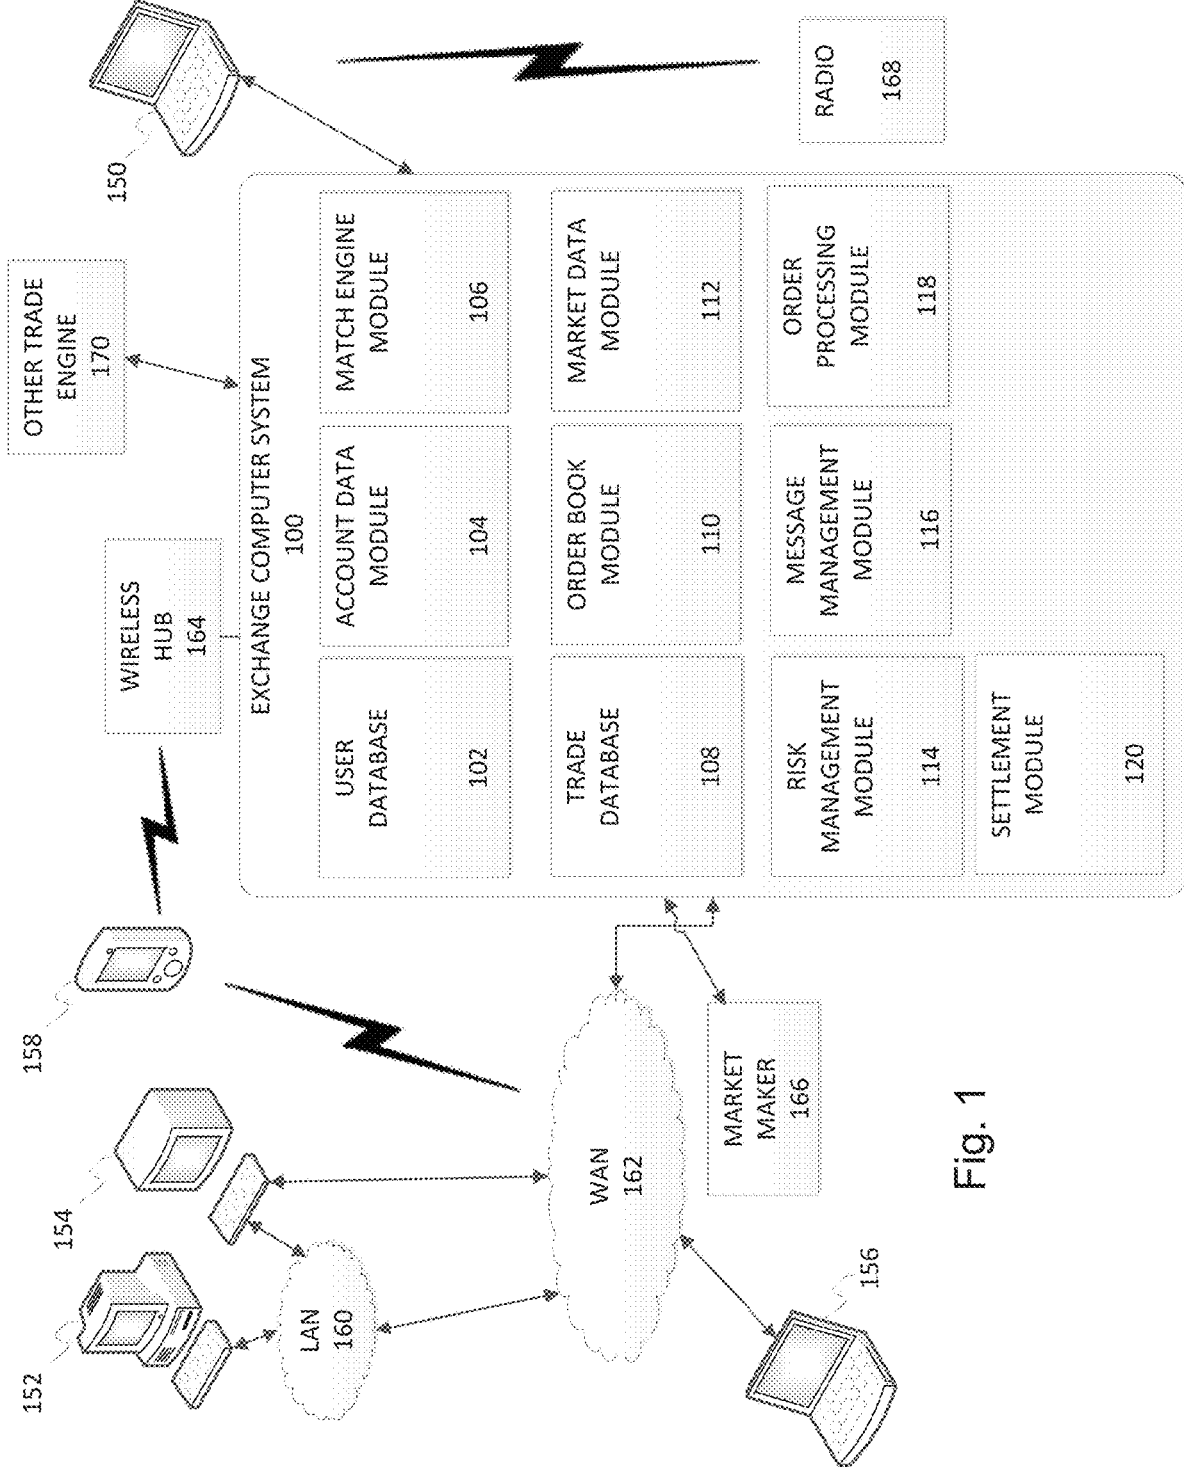 152
154
158
LAN
160
WAN
162
156
MARKET
MAKER
166
WIRELESS
HUB
164
OTHER TRADE
ENGINE
170
150
RADIO
168
EXCHANGE COMPUTER SYSTEM
100
USER
DATABASE
102
ACCOUNT DATA
MODULE
104
MATCH ENGINE
MODULE
106
TRADE
DATABASE
108
ORDER BOOK
MODULE
110
MARKET DATA
MODULE
112
RISK
MANAGEMENT
MODULE
114
MESSAGE
MANAGEMENT
MODULE
116
ORDER
PROCESSING
MODULE
118
SETTLEMENT
MODULE
120
Fig. 1